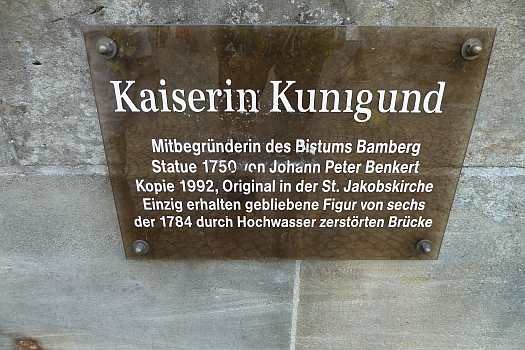 Kaiserin Kunigund
Mitbegründerin des Bistums Bamberg
Statue 1750 von Johann Peter Benkert
Kopie 1992, Original in der St. Jakobskirche
Einzig erhalten gebliebene Figur von sechs
der 1784 durch Hochwasser zerstörten Brücke